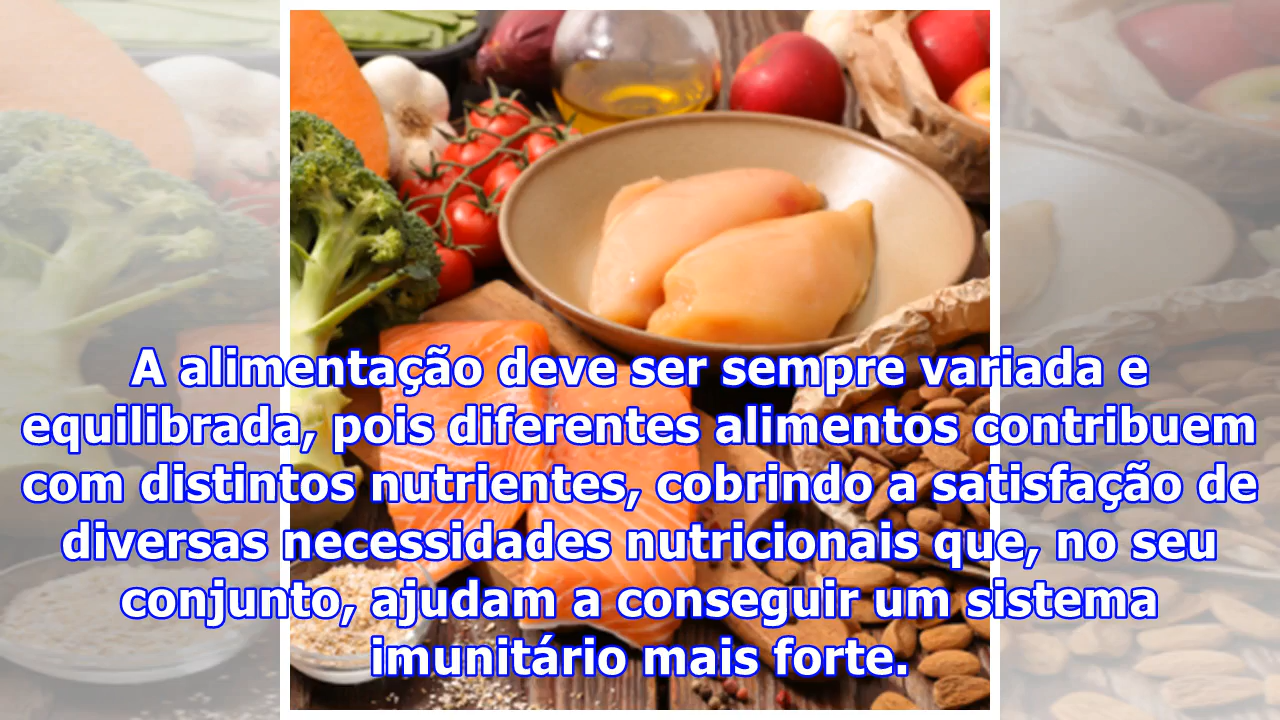 A alimentação deve ser sempre variada e
equilibrada, pois diferentes alimentos contribuem
com distintos nutrientes, cobrindo a satisfação de
diversas necessidades nutricionais que, no seu
conjunto, ajudam a conseguir um sistema
imunitário mais forte.